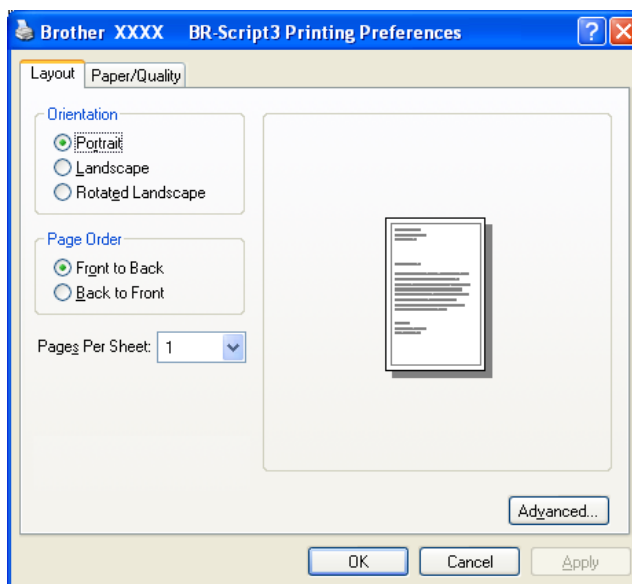 Brother XXXX BR-Script3 Printing Preferences
Layout Paper/Quality
Orientation
Portrait
Landscape
Rotated Landscape
Page Order
Front to Back
Back to Front
Pages Per Sheet: 1
Advanced...
OK Cancel Apply